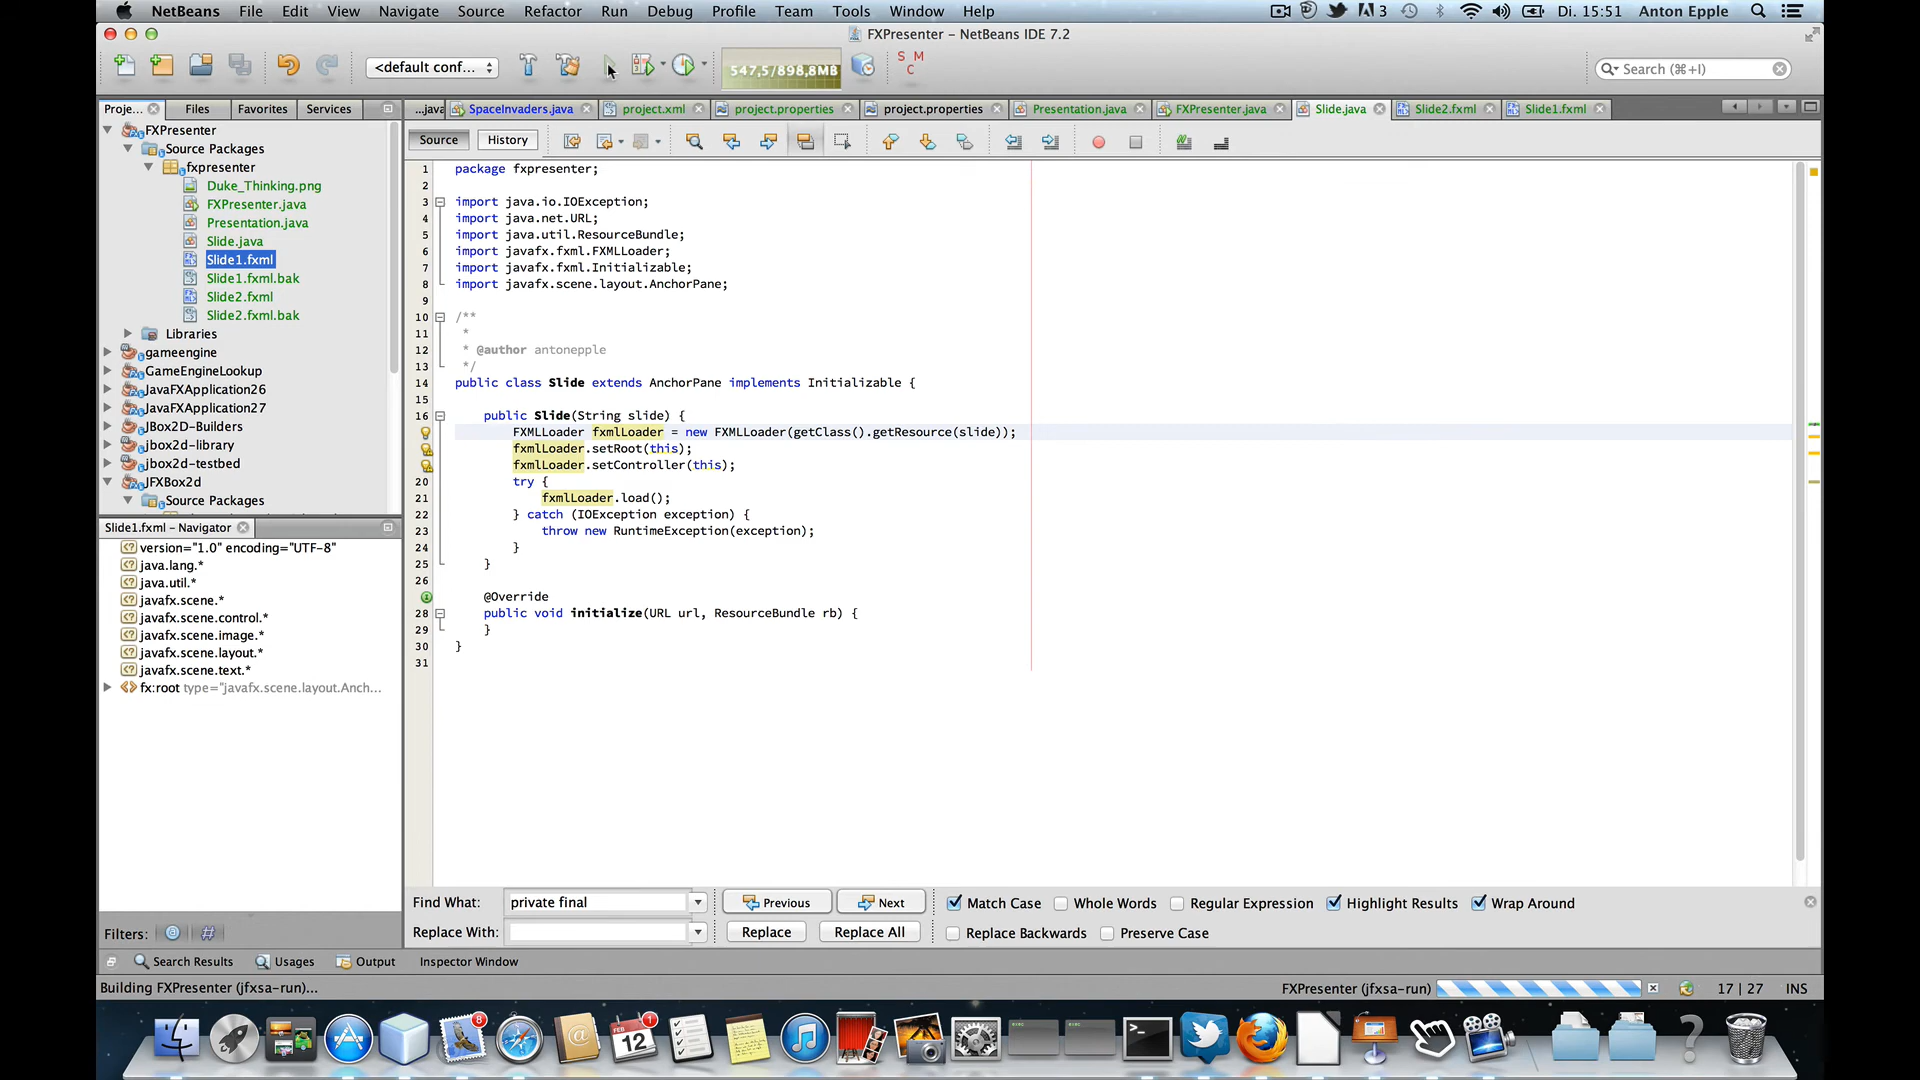 NetBeans File Edit View Navigate Source Refactor Run Debug Profile Team Tools Window Help 3 Di. 15:51 Anton Epple
FXPresenter – NetBeans IDE 7.2
<default conf... 547,5/898,8MB S M C Search (⌘+I)
Proje... Files Favorites Services
...java SpaceInvaders.java project.xml project.properties project.properties Presentation.java FXPresenter.java Slide.java Slide2.fxml Slide1.fxml
Source History
FXPresenter
Source Packages
fxpresenter
Duke_Thinking.png
FXPresenter.java
Presentation.java
Slide.java
Slide1.fxml
Slide1.fxml.bak
Slide2.fxml
Slide2.fxml.bak
Libraries
gameengine
GameEngineLookup
JavaFXApplication26
JavaFXApplication27
JBox2D-Builders
jbox2d-library
jbox2d-testbed
JFXBox2d
Source Packages
Slide1.fxml – Navigator
version="1.0" encoding="UTF-8"
java.lang.*
java.util.*
javafx.scene.*
javafx.scene.control.*
javafx.scene.image.*
javafx.scene.layout.*
javafx.scene.text.*
fx:root type="javafx.scene.layout.Anch...
Filters:
1 package fxpresenter;
2
3 import java.io.IOException;
4 import java.net.URL;
5 import java.util.ResourceBundle;
6 import javafx.fxml.FXMLLoader;
7 import javafx.fxml.Initializable;
8 import javafx.scene.layout.AnchorPane;
9
10 /**
11 *
12 * @author antonepple
13 */
14 public class Slide extends AnchorPane implements Initializable {
15
16 public Slide(String slide) {
FXMLLoader fxmlLoader = new FXMLLoader(getClass().getResource(slide));
fxmlLoader.setRoot(this);
fxmlLoader.setController(this);
20 try {
21 fxmlLoader.load();
22 } catch (IOException exception) {
23 throw new RuntimeException(exception);
24 }
25 }
26
@Override
28 public void initialize(URL url, ResourceBundle rb) {
29 }
30 }
31
Find What: private final Previous Next Match Case Whole Words Regular Expression Highlight Results Wrap Around
Replace With: Replace Replace All Replace Backwards Preserve Case
Search Results Usages Output Inspector Window
Building FXPresenter (jfxsa-run)... FXPresenter (jfxsa-run) 17 | 27 INS
8
FEB 1
12